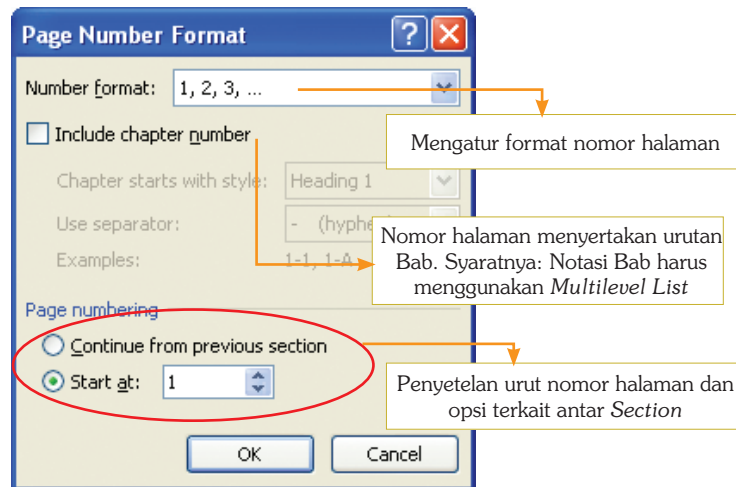 Page Number Format
Number format: 1, 2, 3, ...
Mengatur format nomor halaman
Include chapter number
Chapter starts with style: Heading 1
Use separator: - (hyphe
Examples: 1-1, 1-A
Nomor halaman menyertakan urutan
Bab. Syaratnya: Notasi Bab harus
menggunakan Multilevel List
Page numbering
Continue from previous section
Start at: 1
Penyetelan urut nomor halaman dan
opsi terkait antar Section
OK Cancel